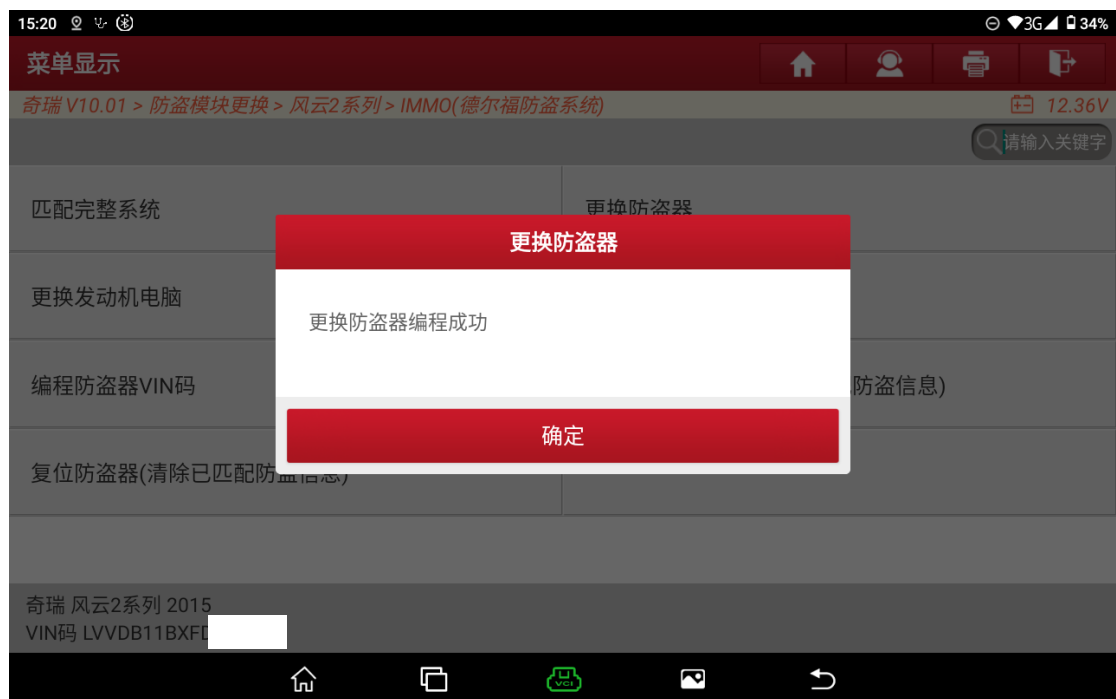 15:20 3G 34%
菜单显示
奇瑞 V10.01 > 防盗模块更换 > 风云2系列 > IMMO(德尔福防盗系统) 12.36V
请输入关键字
匹配完整系统 更换防盗器
更换防盗器
更换发动机电脑
更换防盗器编程成功
编程防盗器VIN码 防盗信息)
确定
复位防盗器(清除已匹配防盗信息)
奇瑞 风云2系列 2015
VIN码 LVVDB11BXF
VCI